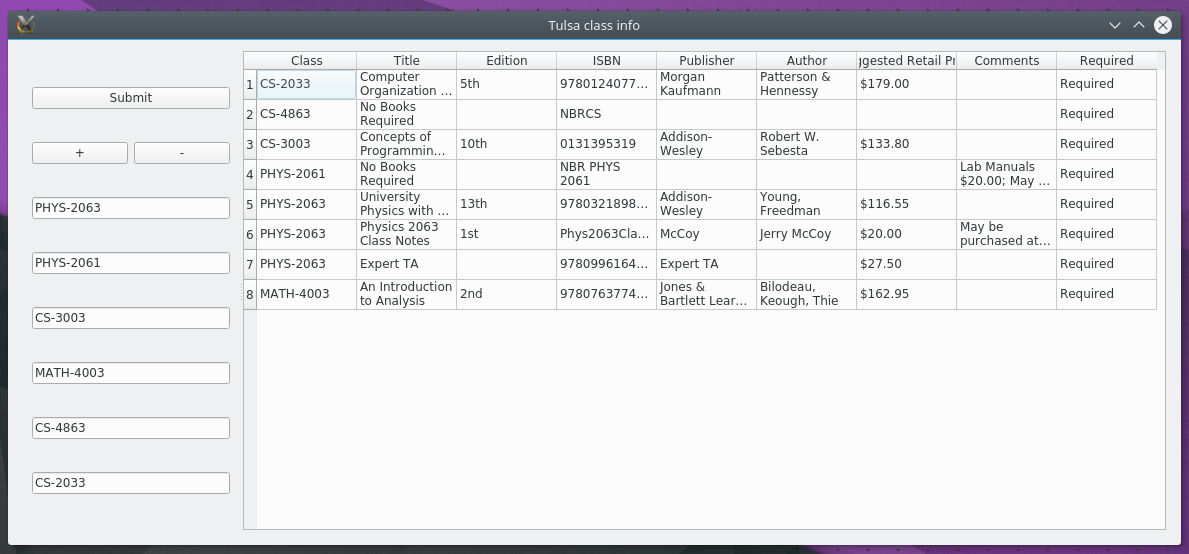 Tulsa class info
Submit
+ -
PHYS-2063
PHYS-2061
CS-3003
MATH-4003
CS-4863
CS-2033
Class Title Edition ISBN Publisher Author ggested Retail Pr Comments Required
1 CS-2033 Computer Organization ... 5th 9780124077... Morgan Kaufmann Patterson & Hennessy $179.00 Required
2 CS-4863 No Books Required NBRCS Required
3 CS-3003 Concepts of Programmin... 10th 0131395319 Addison-Wesley Robert W. Sebesta $133.80 Required
4 PHYS-2061 No Books Required NBR PHYS 2061 Lab Manuals $20.00; May ... Required
5 PHYS-2063 University Physics with ... 13th 9780321898... Addison-Wesley Young, Freedman $116.55 Required
6 PHYS-2063 Physics 2063 Class Notes 1st Phys2063Cla... McCoy Jerry McCoy $20.00 May be purchased at... Required
7 PHYS-2063 Expert TA 9780996164... Expert TA $27.50 Required
8 MATH-4003 An Introduction to Analysis 2nd 9780763774... Jones & Bartlett Lear... Bilodeau, Keough, Thie $162.95 Required